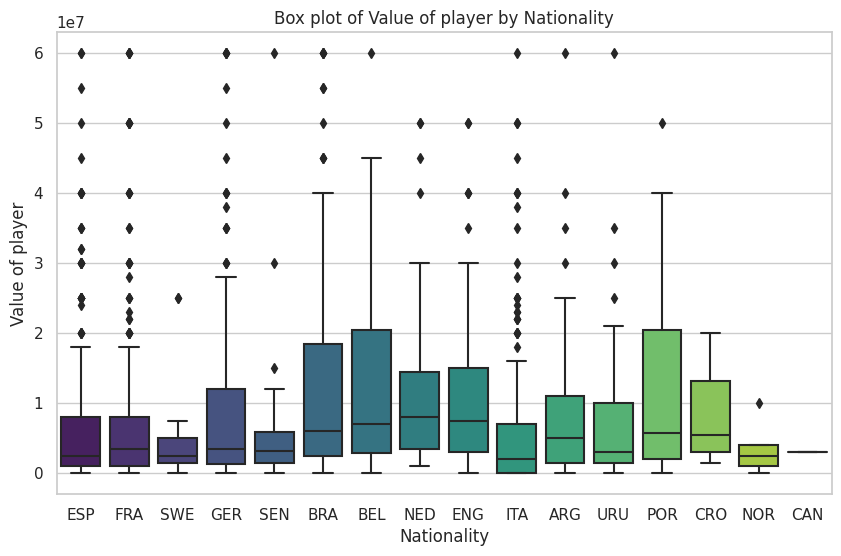 Box plot of Value of player by Nationality
1e7
6
5
4
3
2
1
0
Value of player
ESP FRA SWE GER SEN BRA BEL NED ENG ITA ARG URU POR CRO NOR CAN
Nationality